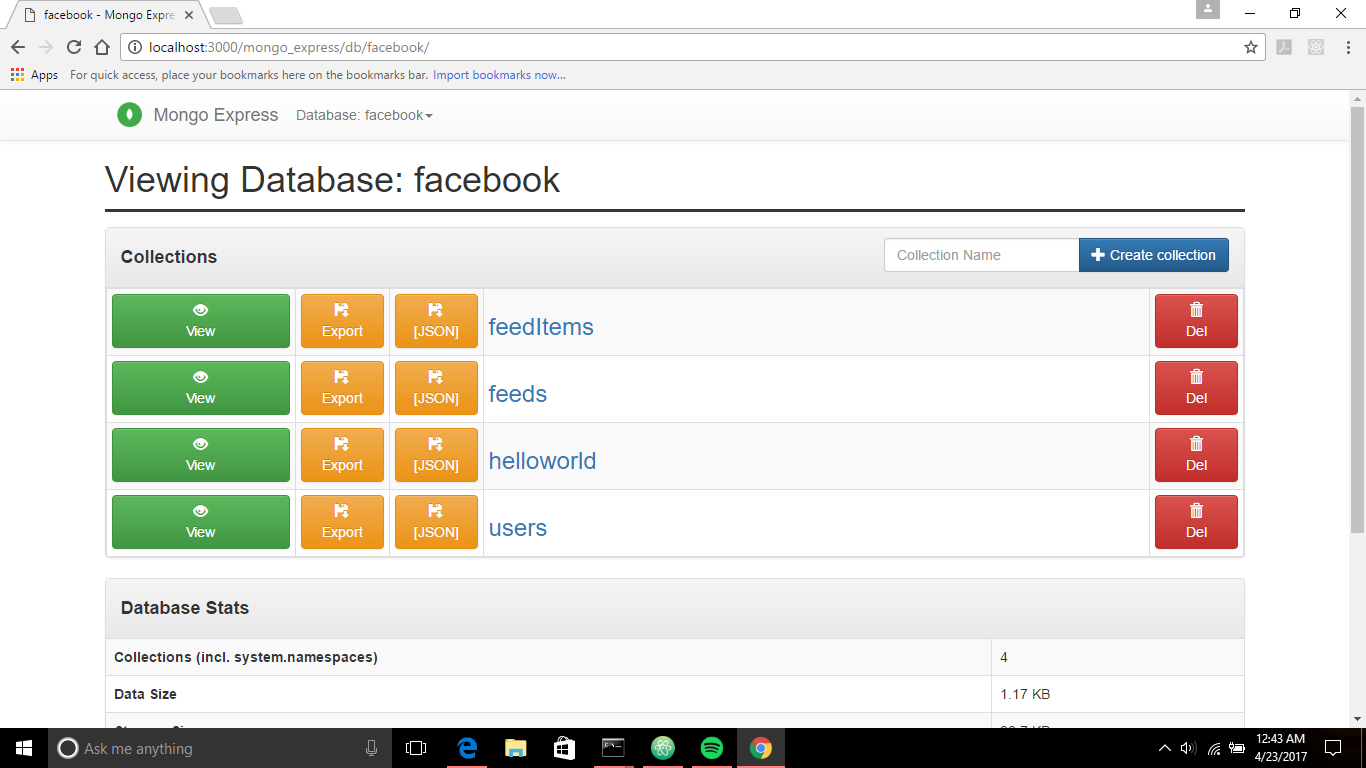 facebook - Mongo Expre
localhost:3000/mongo_express/db/facebook/
Apps For quick access, place your bookmarks here on the bookmarks bar. Import bookmarks now...
Mongo Express Database: facebook
Viewing Database: facebook
Collections Collection Name Create collection
View Export [JSON] feedItems Del
View Export [JSON] feeds Del
View Export [JSON] helloworld Del
View Export [JSON] users Del
Database Stats
Collections (incl. system.namespaces) 4
Data Size 1.17 KB
Ask me anything
12:43 AM
4/23/2017